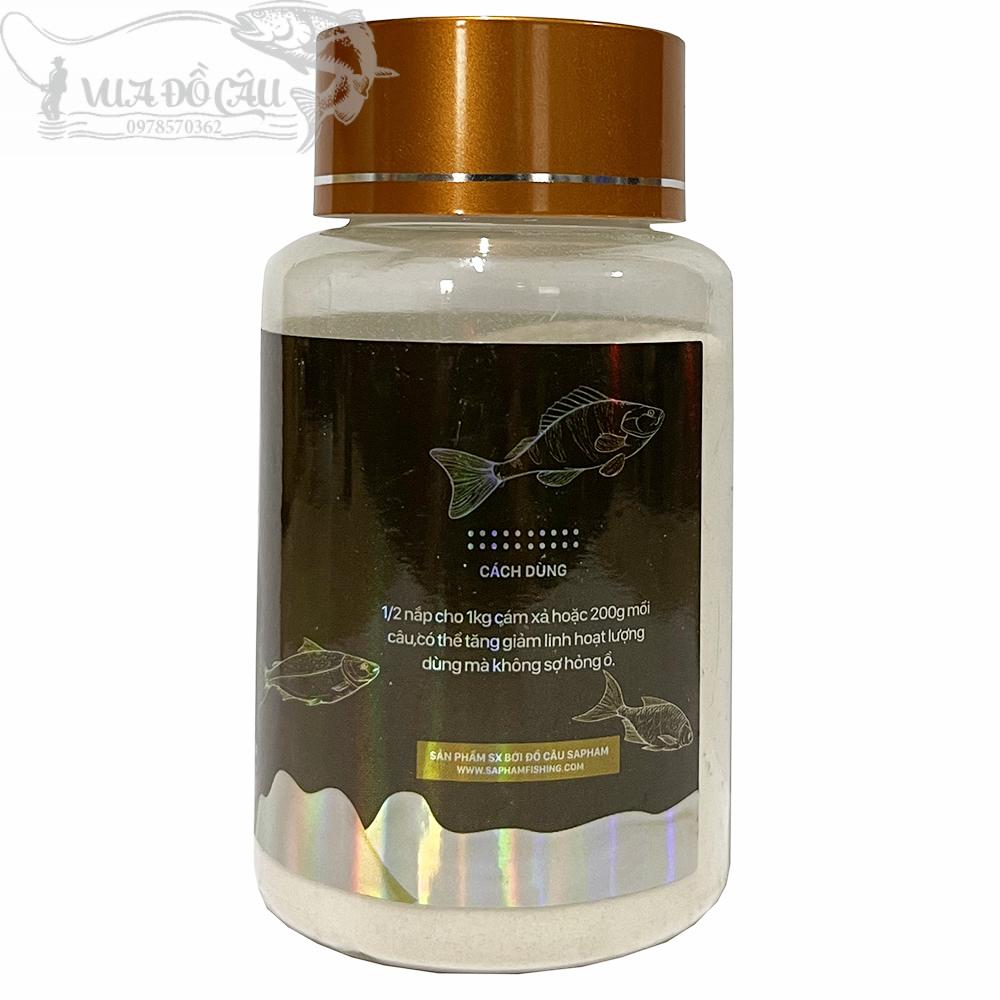 VUA ĐỒ CÂU
0978570362
CÁCH DÙNG
1/2 nắp cho 1kg cám xả hoặc 200g mồi
câu,có thể tăng giảm linh hoạt lượng
dùng mà không sợ hỏng ổ.
SẢN PHẨM SX BỞI ĐỒ CÂU SAPHAM
WWW.SAPHAMFISHING.COM